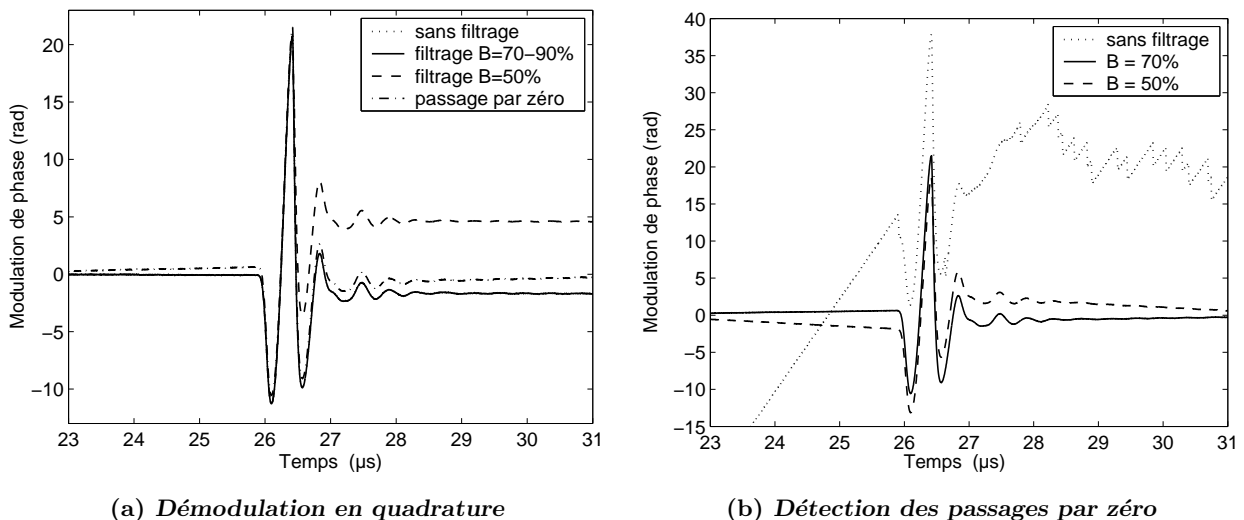 sans filtrage
filtrage B=70−90%
filtrage B=50%
passage par zéro
20
15
10
5
0
−5
−10
Modulation de phase (rad)
23 24 25 26 27 28 29 30 31
Temps (µs)
(a) Démodulation en quadrature
sans filtrage
B = 70%
B = 50%
40
35
30
25
20
15
10
5
0
−5
−10
−15
Modulation de phase (rad)
23 24 25 26 27 28 29 30 31
Temps (µs)
(b) Détection des passages par zéro